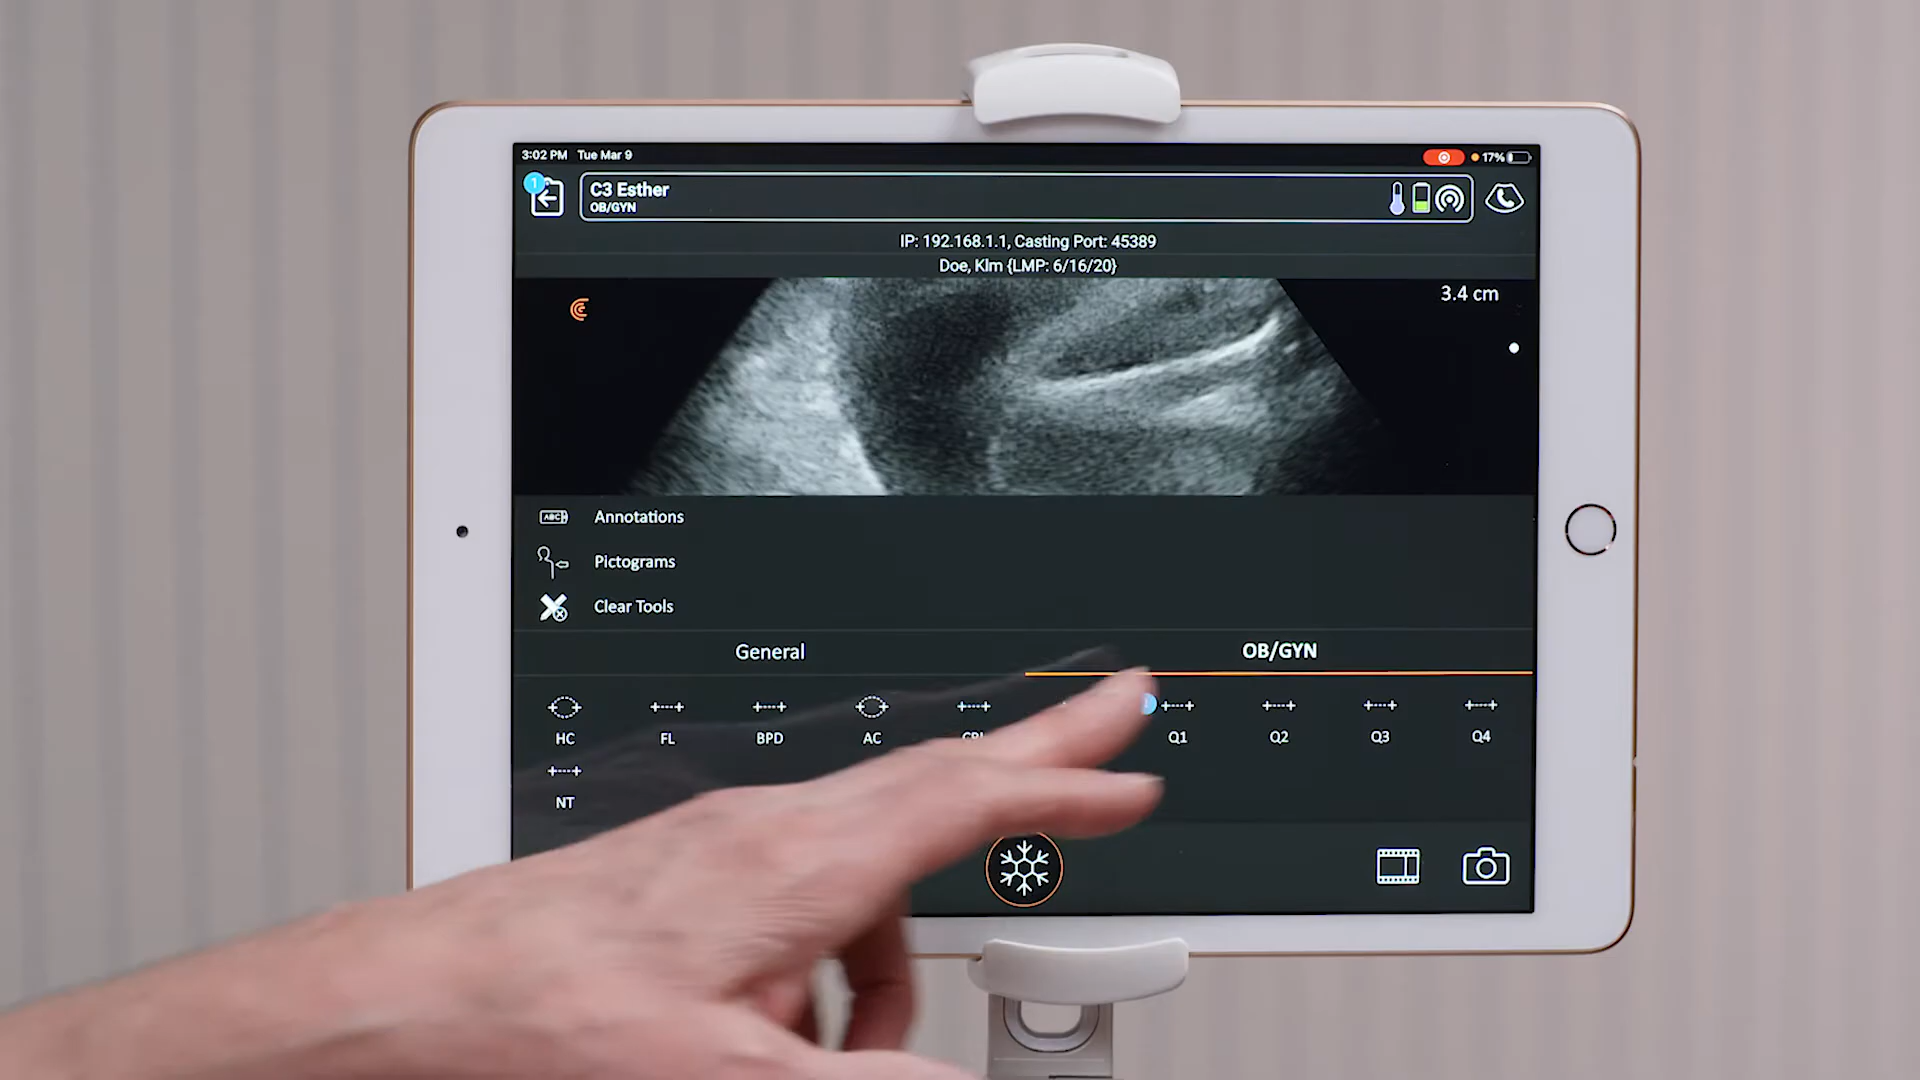 3:02 PM Tue Mar 9
17%
1
C3 Esther
OB/GYN
IP: 192.168.1.1, Casting Port: 45389
Doe, Kim {LMP: 6/16/20}
3.4 cm
ABC
Annotations
Pictograms
Clear Tools
General
OB/GYN
HC
FL
BPD
AC
Q1
Q2
Q3
Q4
NT